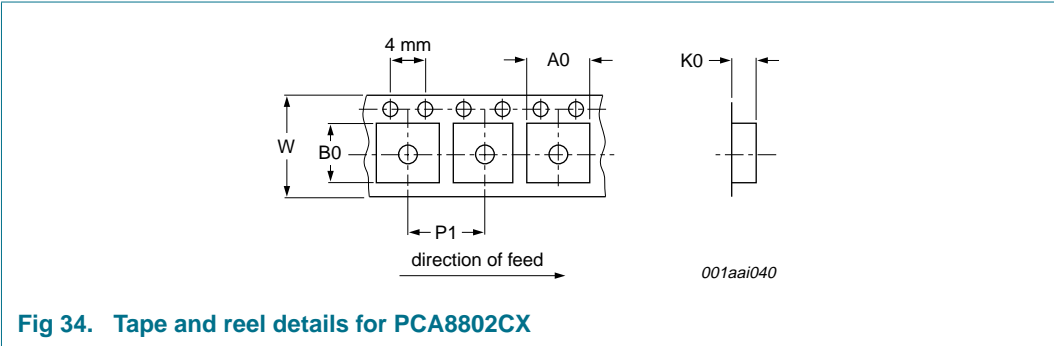 4 mm
A0
K0
W
B0
P1
direction of feed
001aai040
Fig 34. Tape and reel details for PCA8802CX